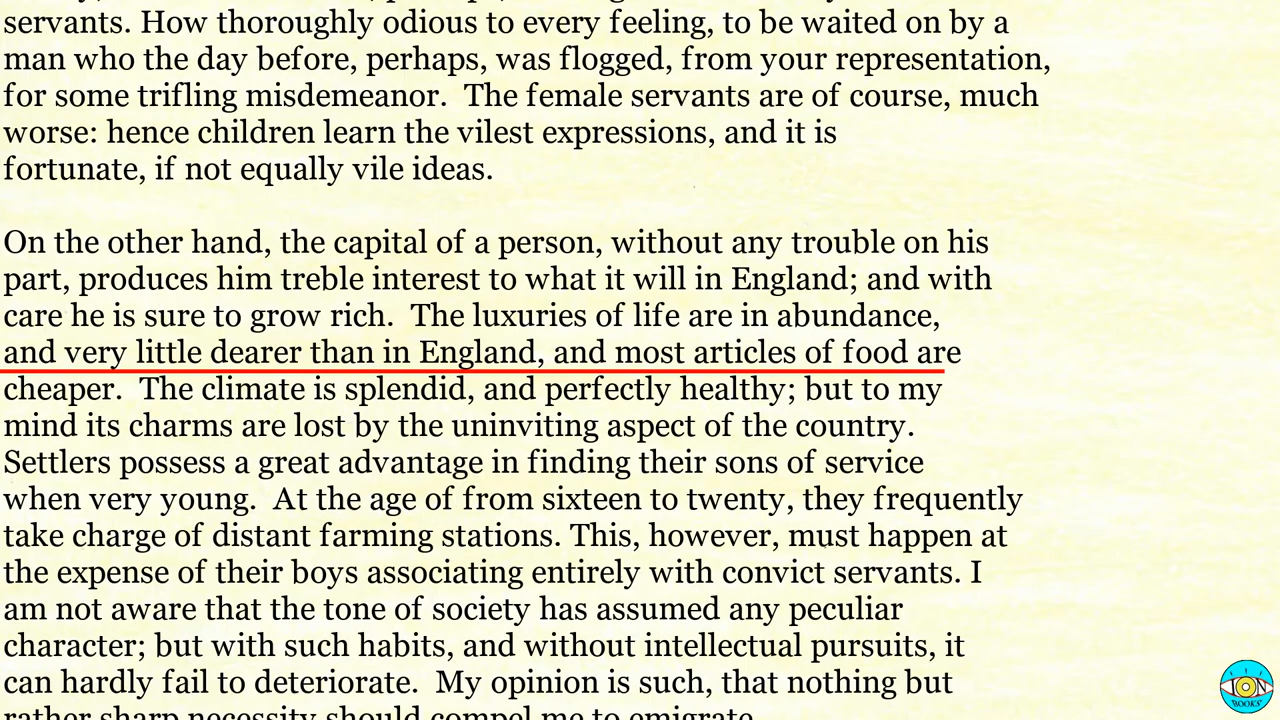 servants. How thoroughly odious to every feeling, to be waited on by a
man who the day before, perhaps, was flogged, from your representation,
for some trifling misdemeanor.  The female servants are of course, much
worse: hence children learn the vilest expressions, and it is
fortunate, if not equally vile ideas.

On the other hand, the capital of a person, without any trouble on his
part, produces him treble interest to what it will in England; and with
care he is sure to grow rich.  The luxuries of life are in abundance,
and very little dearer than in England, and most articles of food are
cheaper.  The climate is splendid, and perfectly healthy; but to my
mind its charms are lost by the uninviting aspect of the country.
Settlers possess a great advantage in finding their sons of service
when very young.  At the age of from sixteen to twenty, they frequently
take charge of distant farming stations. This, however, must happen at
the expense of their boys associating entirely with convict servants. I
am not aware that the tone of society has assumed any peculiar
character; but with such habits, and without intellectual pursuits, it
can hardly fail to deteriorate.  My opinion is such, that nothing but
rather sharp necessity should compel me to emigrate.
ION
BOOKS